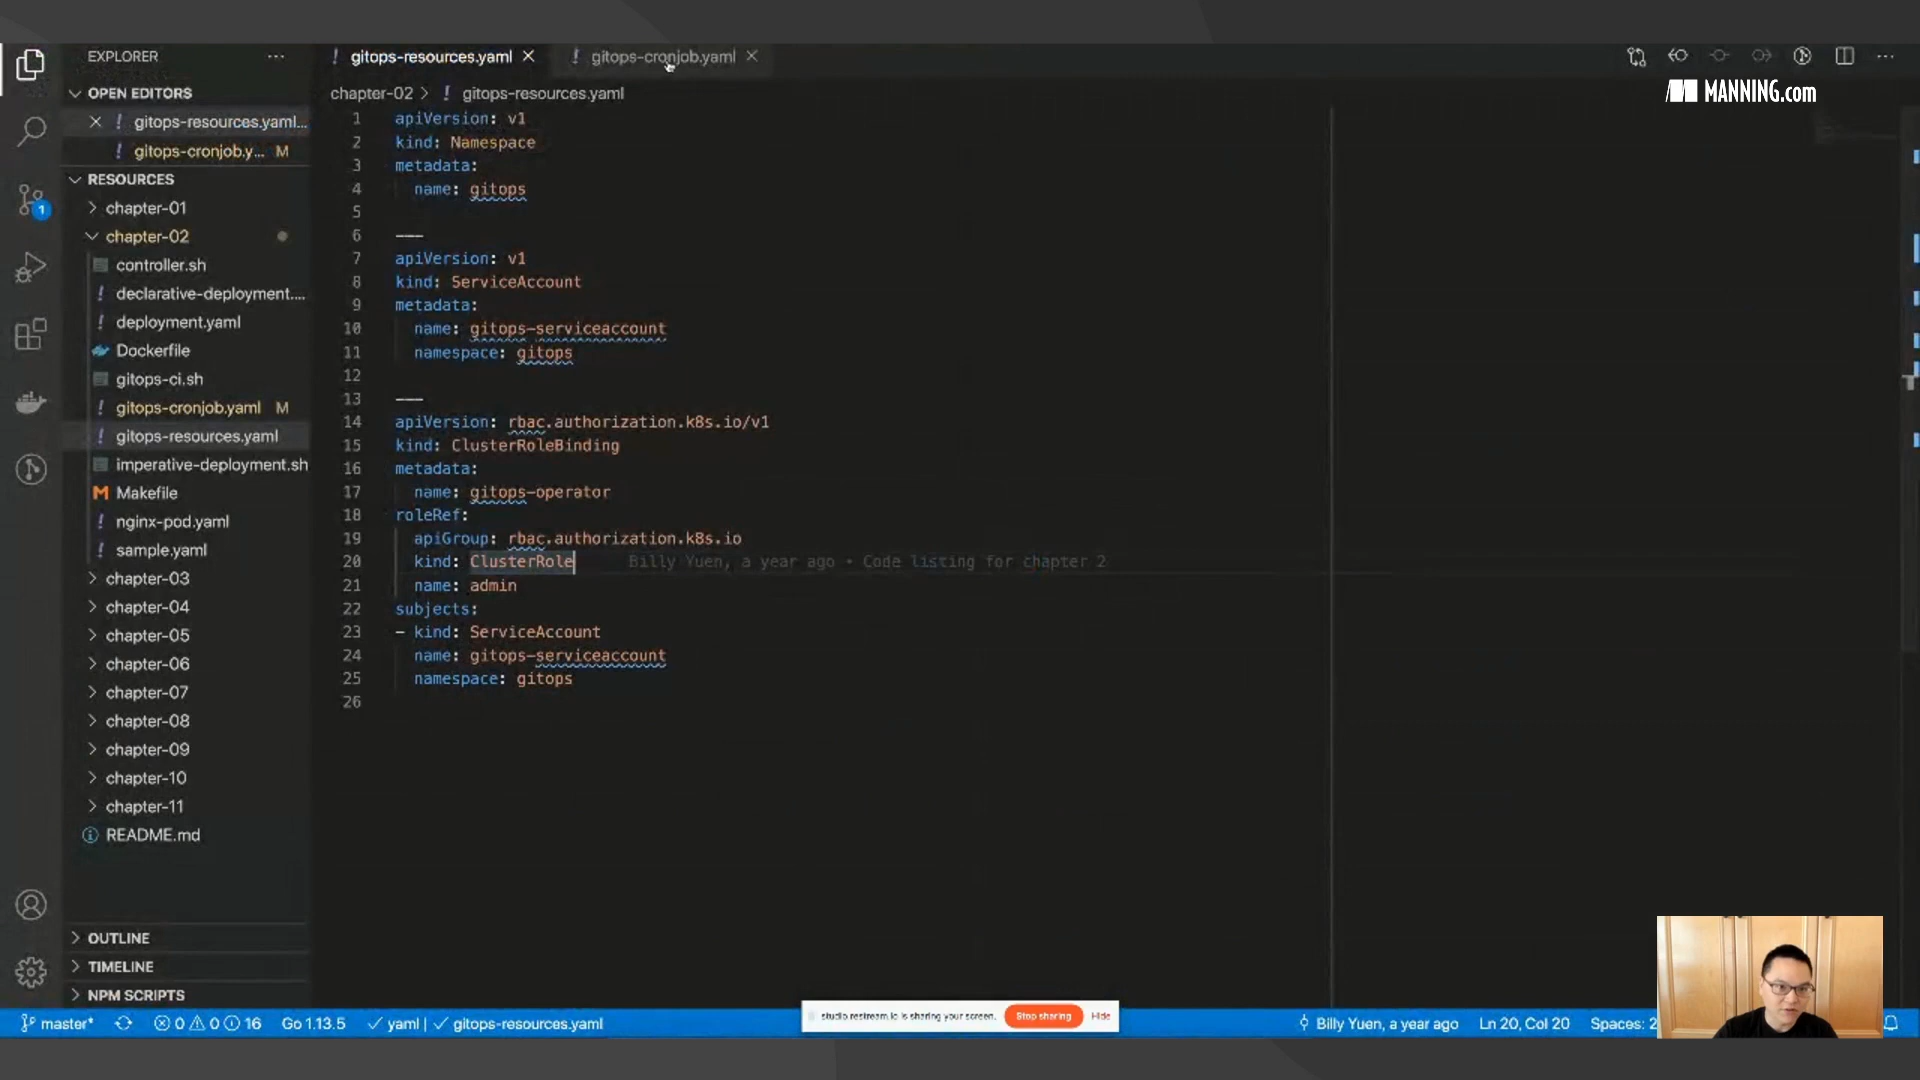 EXPLORER
gitops-resources.yaml
gitops-cronjob.yaml
MANNING.com
OPEN EDITORS
gitops-resources.yaml...
gitops-cronjob.y... M
RESOURCES
chapter-01
chapter-02
controller.sh
declarative-deployment....
deployment.yaml
Dockerfile
gitops-ci.sh
gitops-cronjob.yaml M
gitops-resources.yaml
imperative-deployment.sh
Makefile
nginx-pod.yaml
sample.yaml
chapter-03
chapter-04
chapter-05
chapter-06
chapter-07
chapter-08
chapter-09
chapter-10
chapter-11
README.md
OUTLINE
TIMELINE
NPM SCRIPTS
1
chapter-02 > ! gitops-resources.yaml
1 apiVersion: v1
2 kind: Namespace
3 metadata:
4 name: gitops
5
6 ---
7 apiVersion: v1
8 kind: ServiceAccount
9 metadata:
10 name: gitops-serviceaccount
11 namespace: gitops
12
13 ---
14 apiVersion: rbac.authorization.k8s.io/v1
15 kind: ClusterRoleBinding
16 metadata:
17 name: gitops-operator
18 roleRef:
19 apiGroup: rbac.authorization.k8s.io
20 kind: ClusterRole Billy Yuen, a year ago • Code listing for chapter 2
21 name: admin
22 subjects:
23 - kind: ServiceAccount
24 name: gitops-serviceaccount
25 namespace: gitops
26
studio.restream.io is sharing your screen. Stop sharing Hide
master* 0 0 16 Go 1.13.5 yaml | gitops-resources.yaml Billy Yuen, a year ago Ln 20, Col 20 Spaces: 2